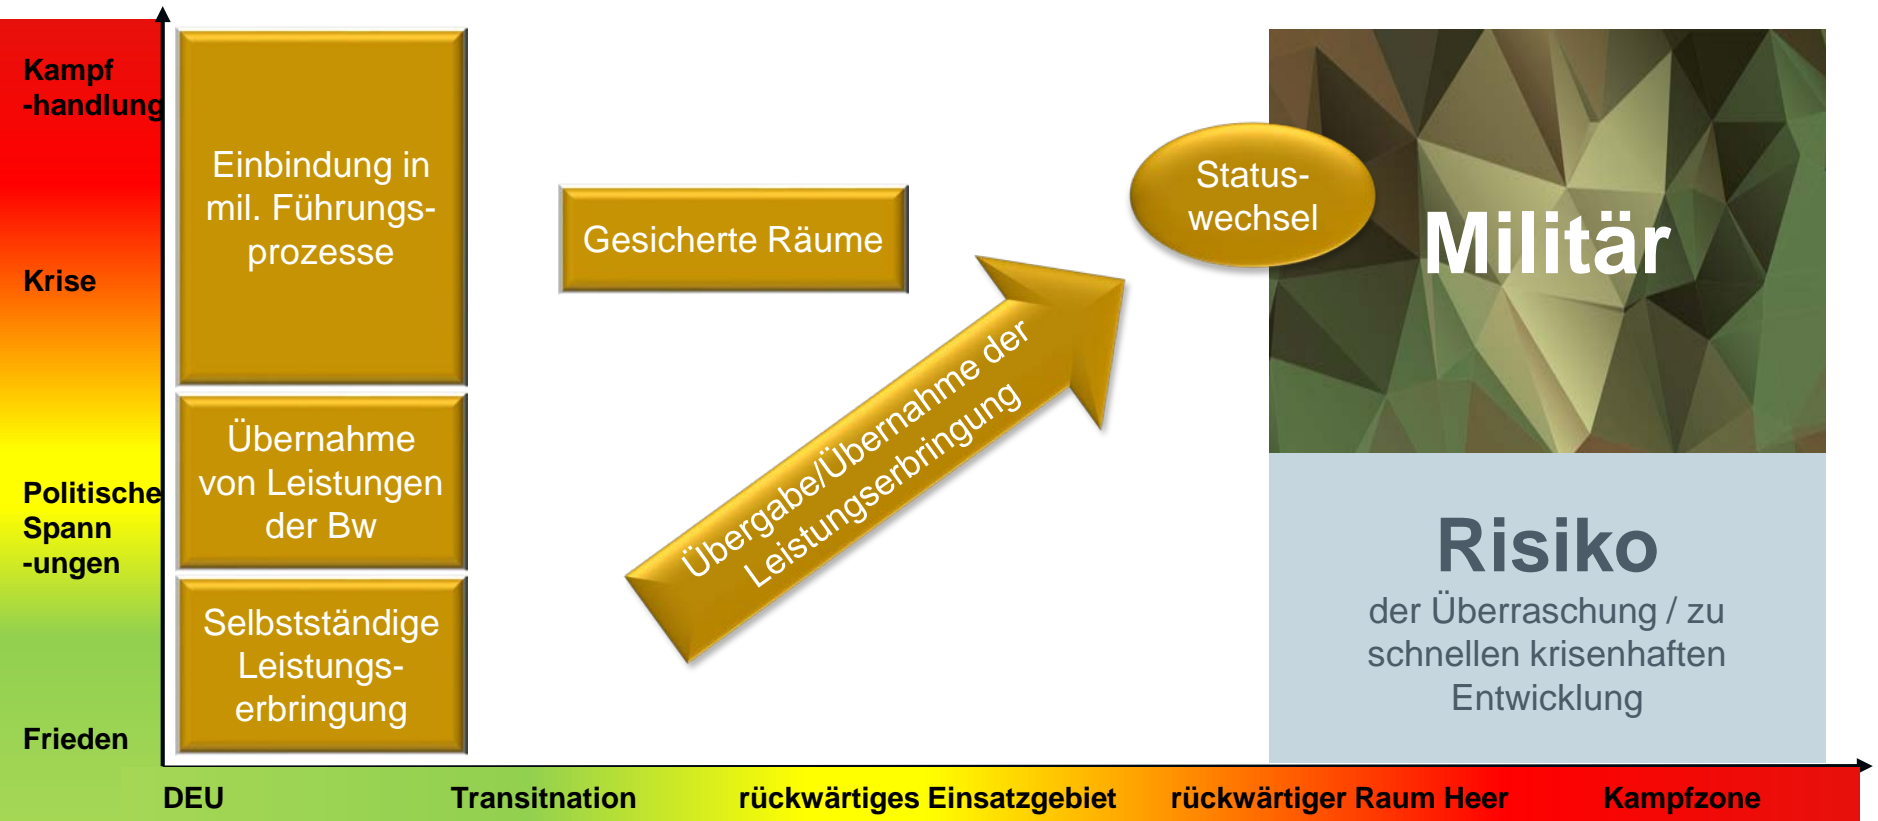 Kampf
-handlung
Krise
Politische
Spann
-ungen
Frieden
Einbindung in
mil. Führungs-
prozesse
Übernahme
von Leistungen
der Bw
Selbstständige
Leistungs-
erbringung
Gesicherte Räume
Übergabe/Übernahme der
Leistungserbringung
Status-
wechsel
Militär
Risiko
der Überraschung / zu
schnellen krisenhaften
Entwicklung
DEU
Transitnation
rückwärtiges Einsatzgebiet
rückwärtiger Raum Heer
Kampfzone